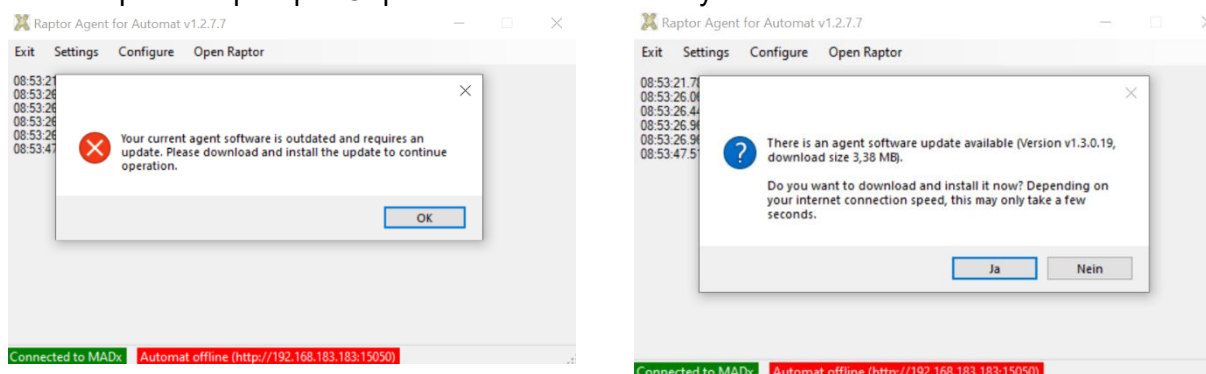 Raptor Agent for Automat v1.2.7.7
Exit Settings Configure Open Raptor
08:53:21
08:53:26
08:53:26
08:53:26
08:53:26
08:53:47
Your current agent software is outdated and requires an
update. Please download and install the update to continue
operation.
OK
Connected to MADx Automat offline (http://192.168.183.183:15050)
Raptor Agent for Automat v1.2.7.7
Exit Settings Configure Open Raptor
08:53:21.78
08:53:26.06
08:53:26.44
08:53:26.96
08:53:26.96
08:53:47.5
There is an agent software update available (Version v1.3.0.19,
download size 3,38 MB).
Do you want to download and install it now? Depending on
your internet connection speed, this may only take a few
seconds.
Ja Nein
Connected to MADx Automat offline (http://192.168.183.183:15050)